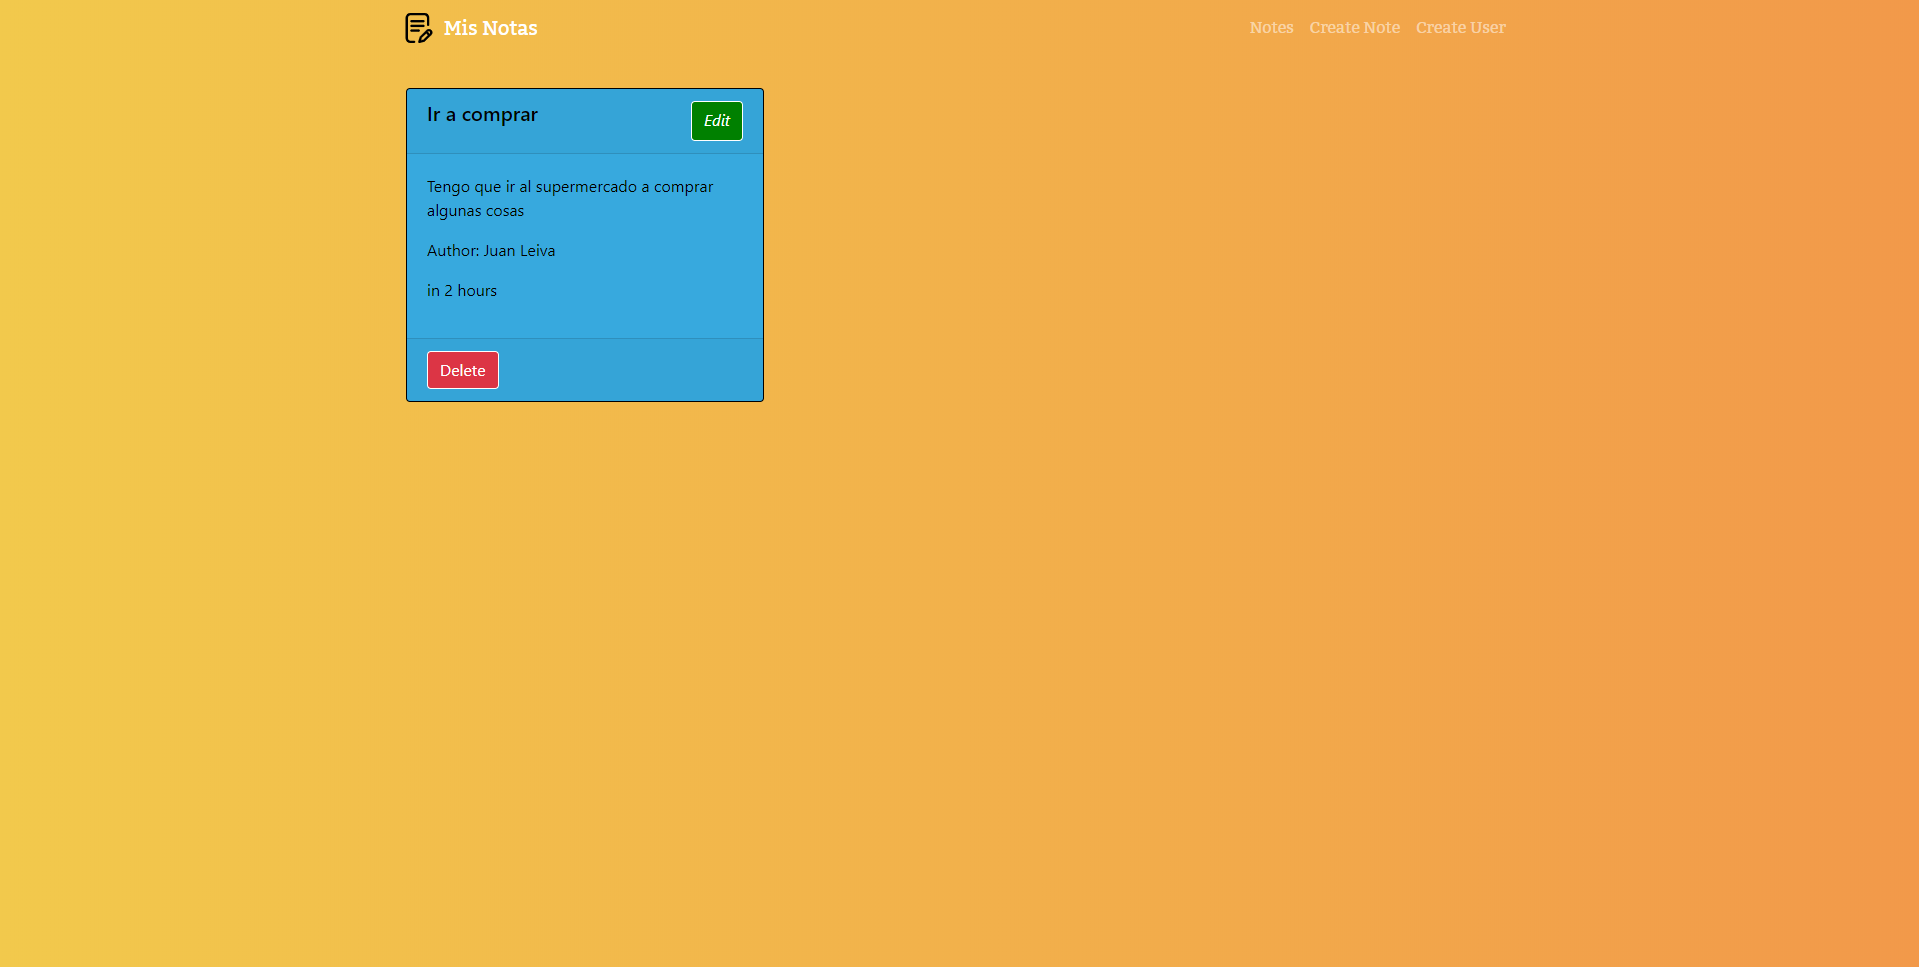 Mis Notas
Notes Create Note Create User
Ir a comprar
Edit
Tengo que ir al supermercado a comprar
algunas cosas
Author: Juan Leiva
in 2 hours
Delete